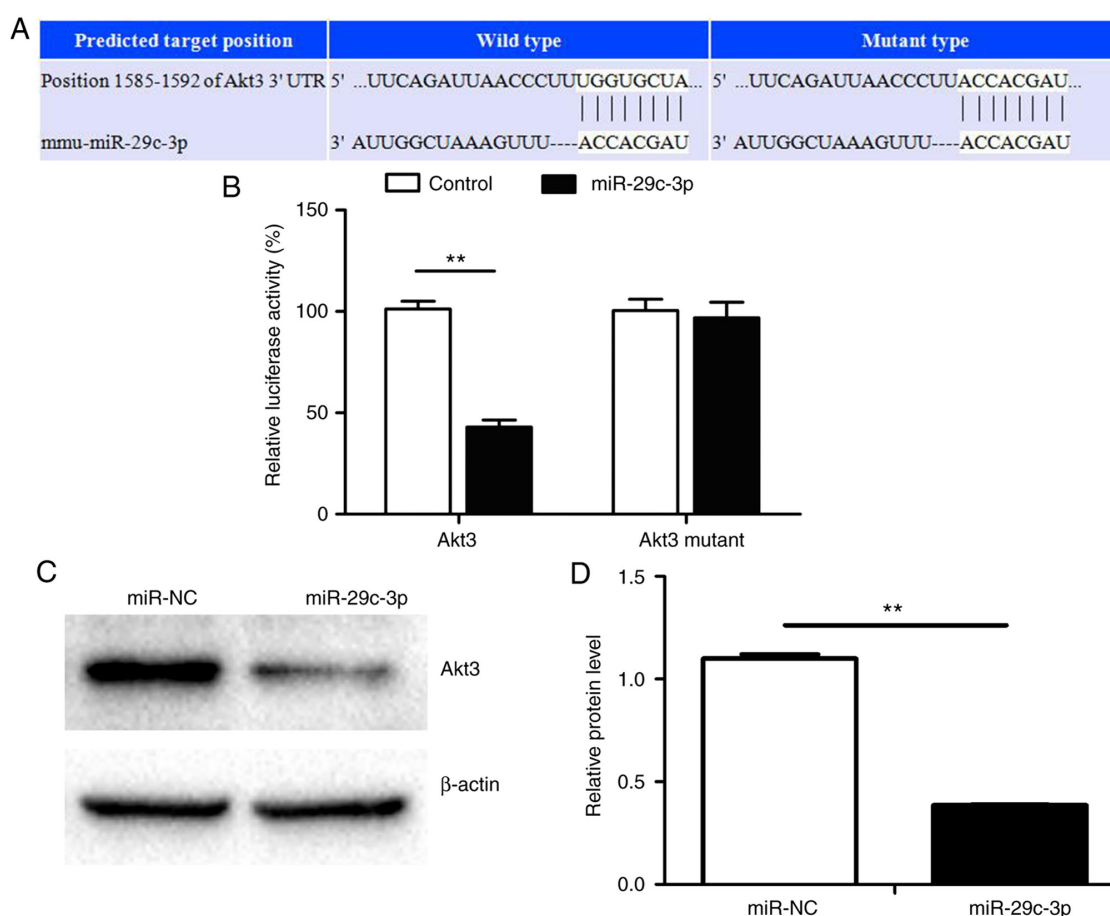 A
Predicted target position Wild type Mutant type
Position 1585-1592 of Akt3 3' UTR 5' ...UUCAGAUUAACCCUUUGGUGCUA... 5' ...UUCAGAUUAACCCUUACCACGAU...
mmu-miR-29c-3p 3' AUUGGCUAAAGUUU----ACCACGAU 3' AUUGGCUAAAGUUU----ACCACGAU
B
Control miR-29c-3p
Relative luciferase activity (%)
150
100
50
0
**
Akt3 Akt3 mutant
C
miR-NC miR-29c-3p
Akt3
β-actin
D
Relative protein level
1.5
1.0
0.5
0.0
**
miR-NC miR-29c-3p